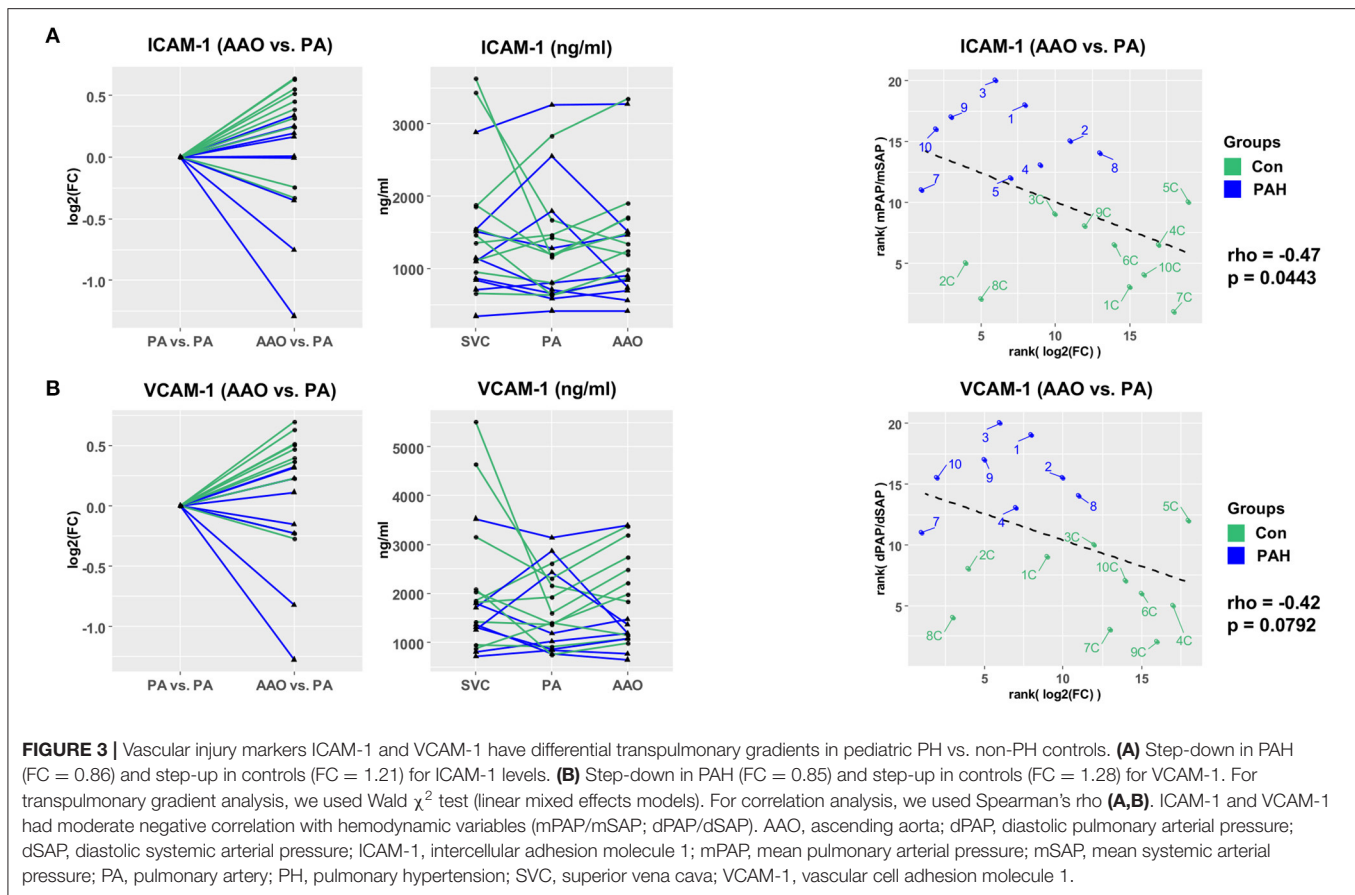 A
ICAM-1 (AAO vs. PA)
log2(FC)
0.5
0.0
-0.5
-1.0
PA vs. PA
AAO vs. PA
ICAM-1 (ng/ml)
ng/ml
3000
2000
1000
SVC
PA
AAO
ICAM-1 (AAO vs. PA)
rank( mPAP/mSAP)
20
15
10
5
3
9
1
2
10
4
8
7
5
3C
9C
5C
4C
6C
2C
8C
10C
1C
7C
5
10
15
rank( log2(FC) )
Groups
Con
PAH
rho = -0.47
p = 0.0443
B
VCAM-1 (AAO vs. PA)
log2(FC)
0.5
0.0
-0.5
-1.0
PA vs. PA
AAO vs. PA
VCAM-1 (ng/ml)
ng/ml
5000
4000
3000
2000
1000
SVC
PA
AAO
VCAM-1 (AAO vs. PA)
rank( dPAP/dSAP)
20
15
10
5
3
1
10
9
2
8
7
4
5C
3C
2C
1C
10C
6C
8C
7C
9C
4C
5
10
15
rank( log2(FC) )
Groups
Con
PAH
rho = -0.42
p = 0.0792
FIGURE 3 | Vascular injury markers ICAM-1 and VCAM-1 have differential transpulmonary gradients in pediatric PH vs. non-PH controls. (A) Step-down in PAH
(FC = 0.86) and step-up in controls (FC = 1.21) for ICAM-1 levels. (B) Step-down in PAH (FC = 0.85) and step-up in controls (FC = 1.28) for VCAM-1. For
transpulmonary gradient analysis, we used Wald χ² test (linear mixed effects models). For correlation analysis, we used Spearman's rho (A,B). ICAM-1 and VCAM-1
had moderate negative correlation with hemodynamic variables (mPAP/mSAP; dPAP/dSAP). AAO, ascending aorta; dPAP, diastolic pulmonary arterial pressure;
dSAP, diastolic systemic arterial pressure; ICAM-1, intercellular adhesion molecule 1; mPAP, mean pulmonary arterial pressure; mSAP, mean systemic arterial
pressure; PA, pulmonary artery; PH, pulmonary hypertension; SVC, superior vena cava; VCAM-1, vascular cell adhesion molecule 1.